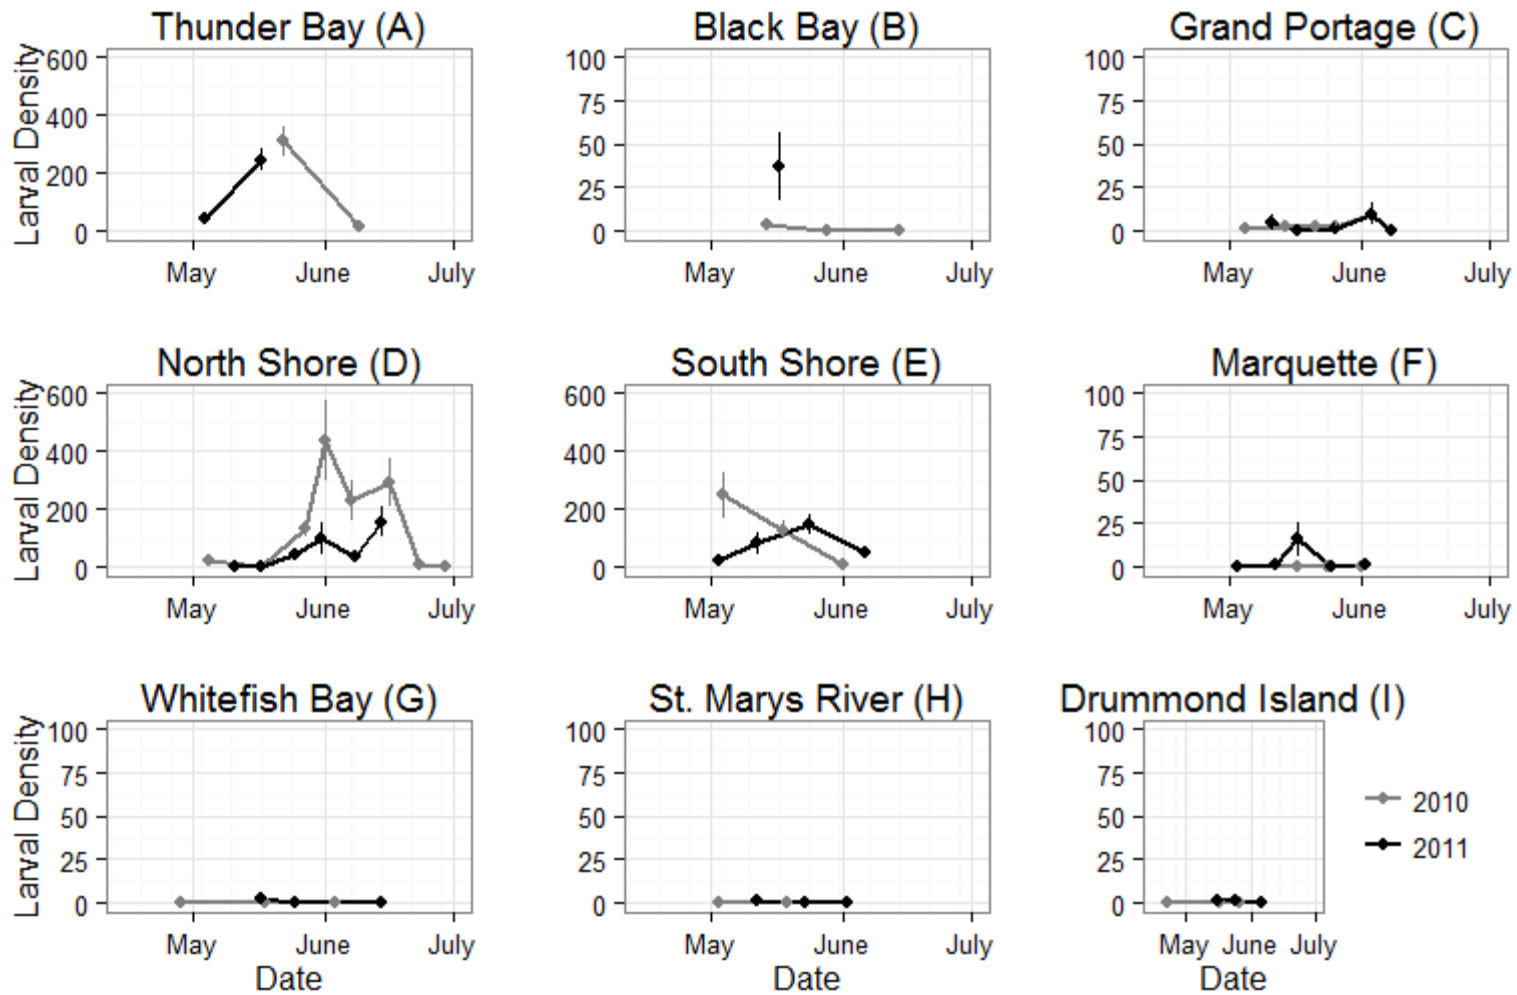 Thunder Bay (A)
Black Bay (B)
Grand Portage (C)
Larval Density
600
400
200
0
May June July
100
75
50
25
0
May June July
100
75
50
25
0
May June July
North Shore (D)
South Shore (E)
Marquette (F)
Larval Density
600
400
200
0
May June July
600
400
200
0
May June July
100
75
50
25
0
May June July
Whitefish Bay (G)
St. Marys River (H)
Drummond Island (I)
Larval Density
100
75
50
25
0
May June July
Date
100
75
50
25
0
May June July
Date
100
75
50
25
0
May June July
Date
2010
2011